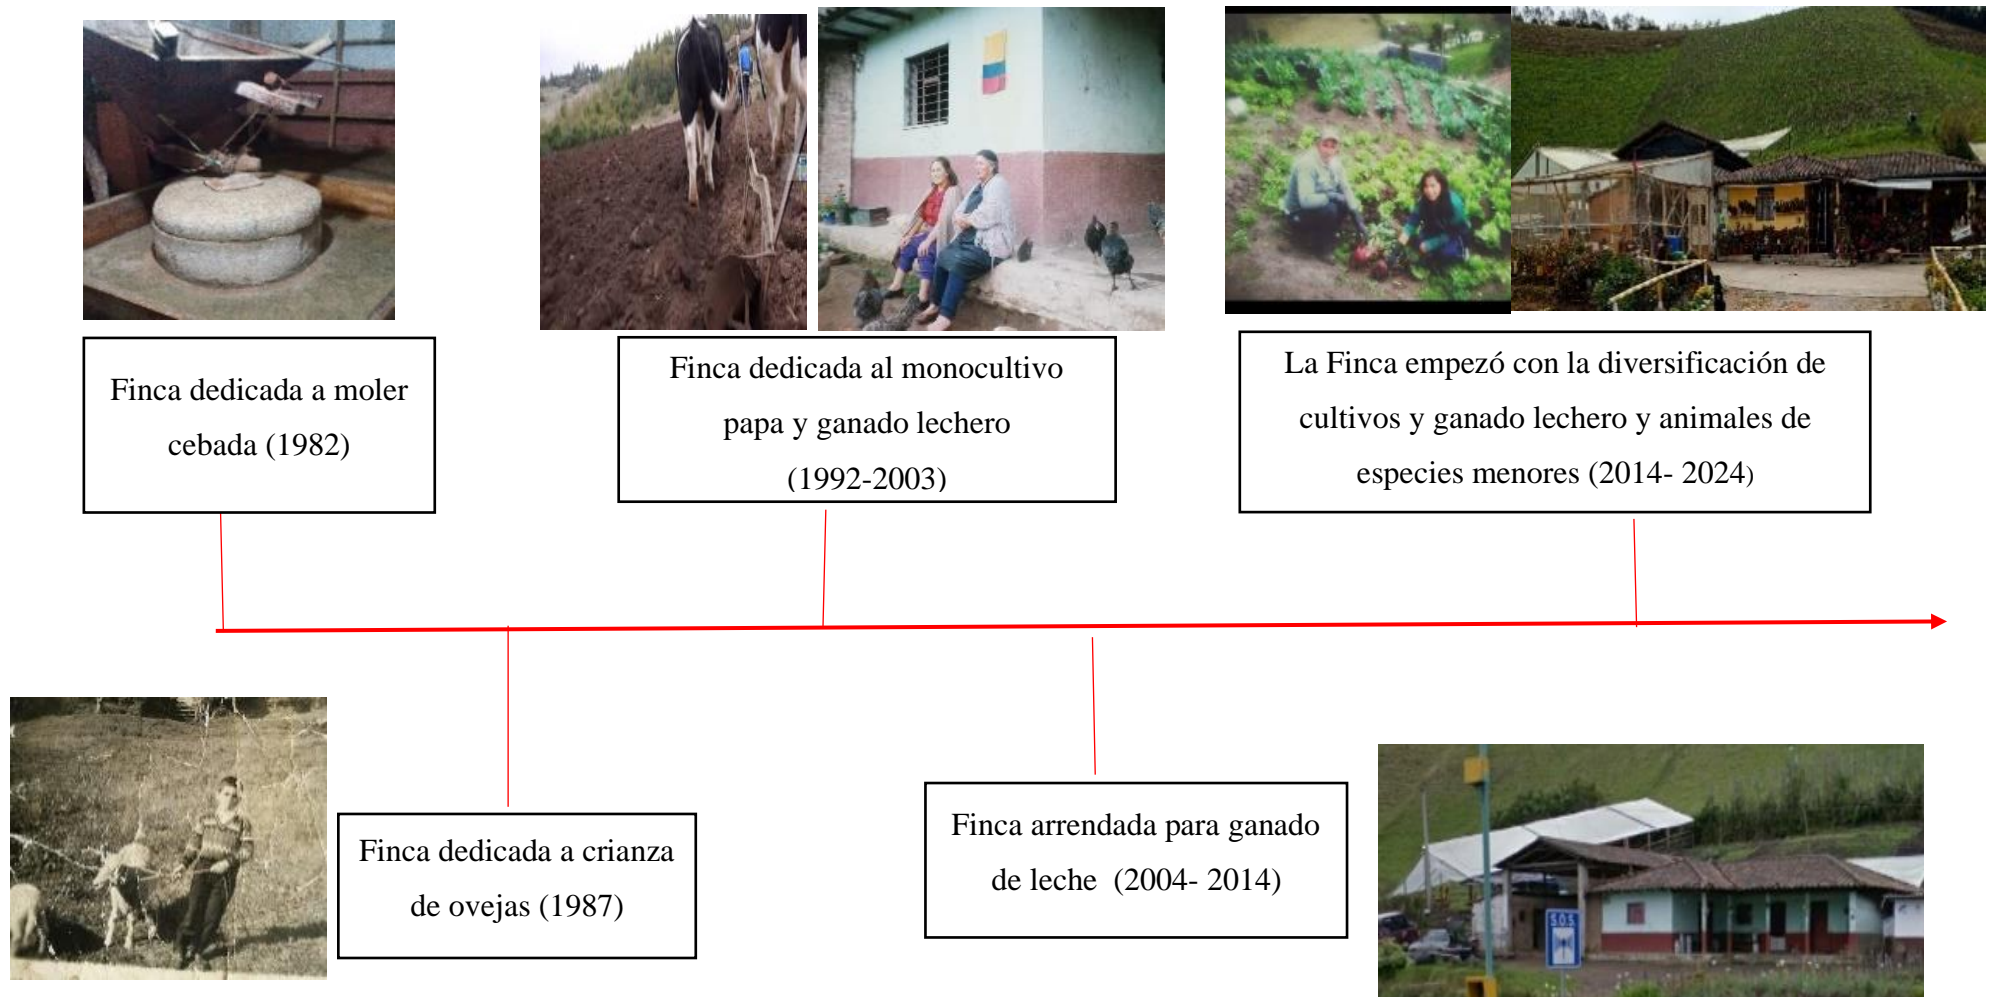 Finca dedicada a moler
cebada (1982)
Finca dedicada al monocultivo
papa y ganado lechero
(1992-2003)
La Finca empezó con la diversificación de
cultivos y ganado lechero y animales de
especies menores (2014- 2024)
Finca dedicada a crianza
de ovejas (1987)
Finca arrendada para ganado
de leche  (2004- 2014)
S.O.S.